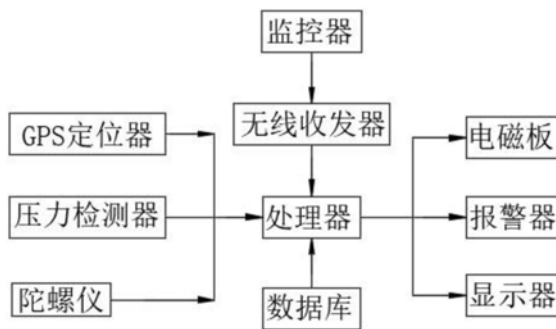 监控器
无线收发器
GPS定位器
电磁板
压力检测器
处理器
报警器
陀螺仪
数据库
显示器